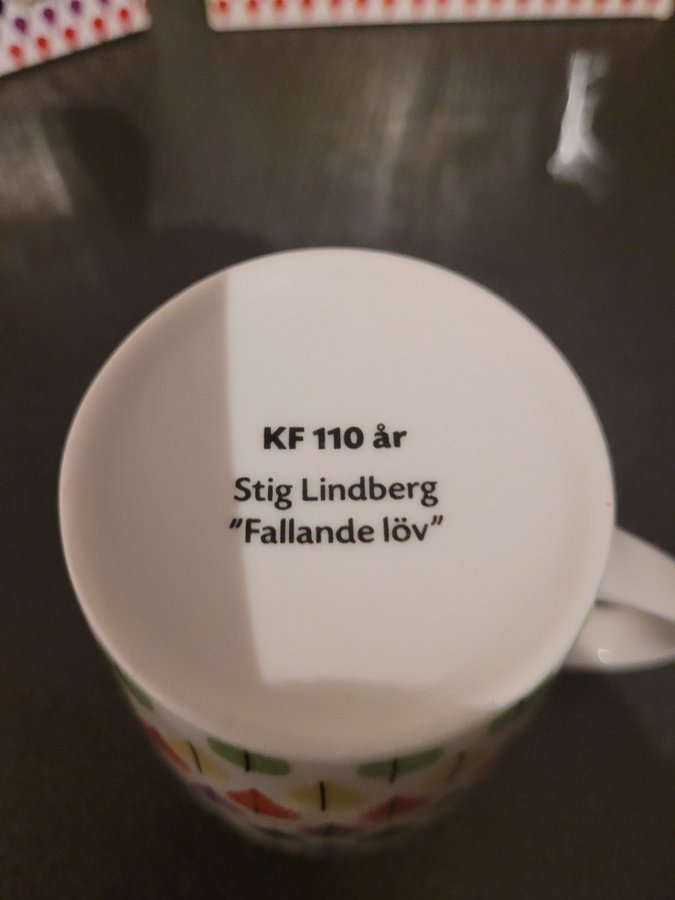 KF 110 år
Stig Lindberg
”Fallande löv”